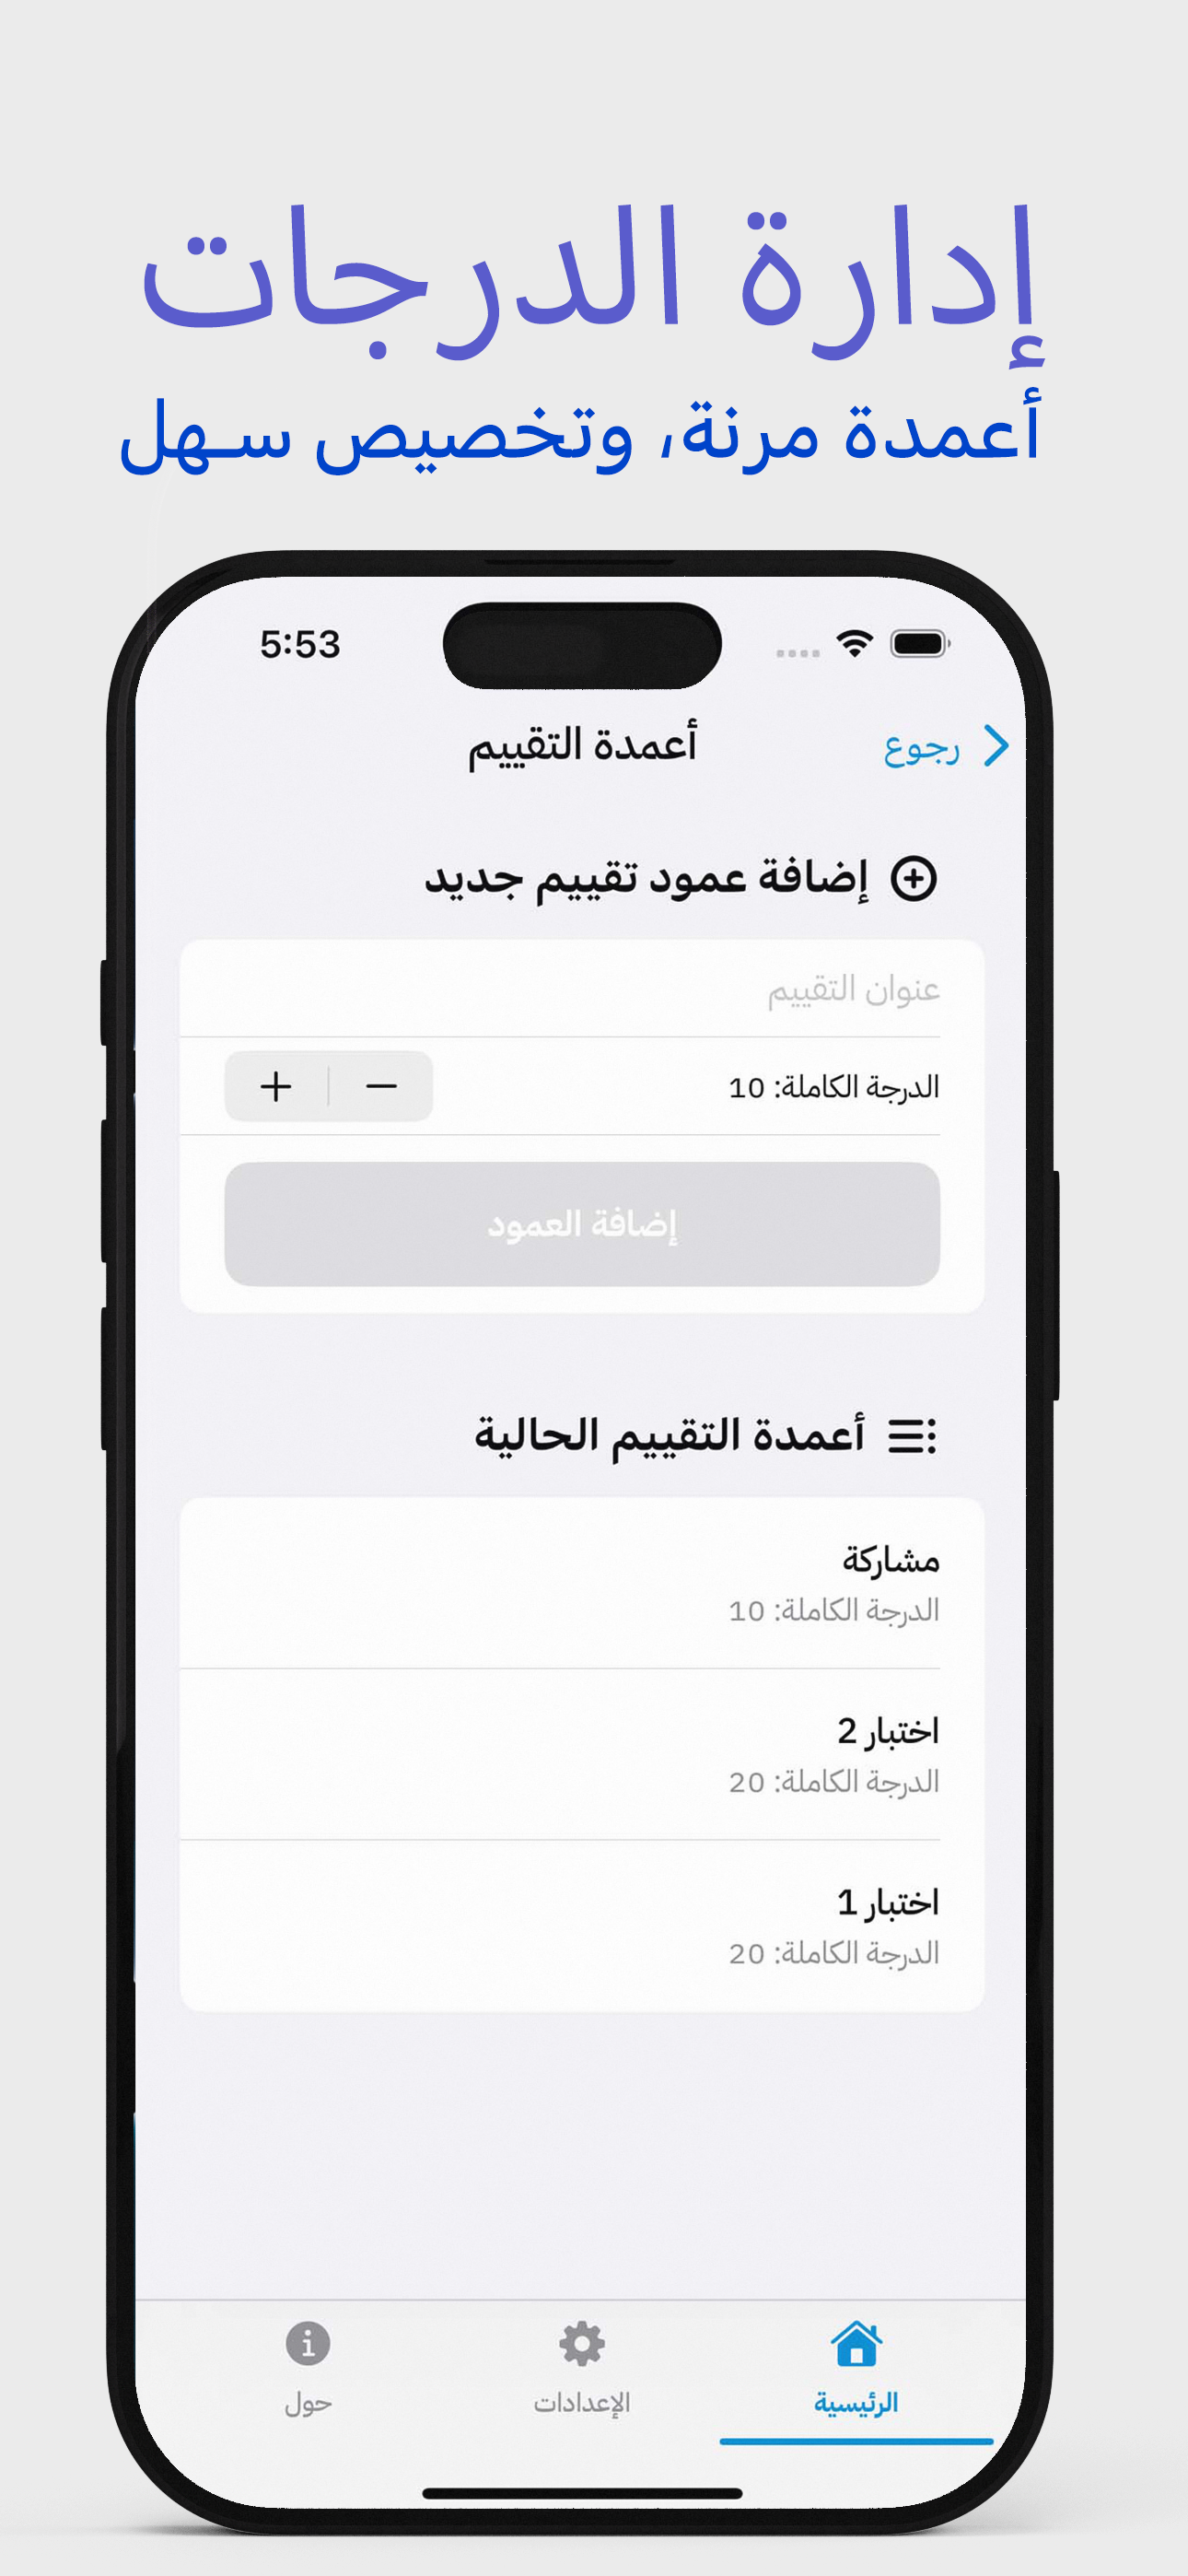 إدارة الدرجات
أعمدة مرنة، وتخصيص سهل
5:53
رجوع
أعمدة التقييم
إضافة عمود تقييم جديد
عنوان التقييم
الدرجة الكاملة: 10
إضافة العمود
أعمدة التقييم الحالية
مشاركة
الدرجة الكاملة: 10
اختبار 2
الدرجة الكاملة: 20
اختبار 1
الدرجة الكاملة: 20
الرئيسية
الإعدادات
حول